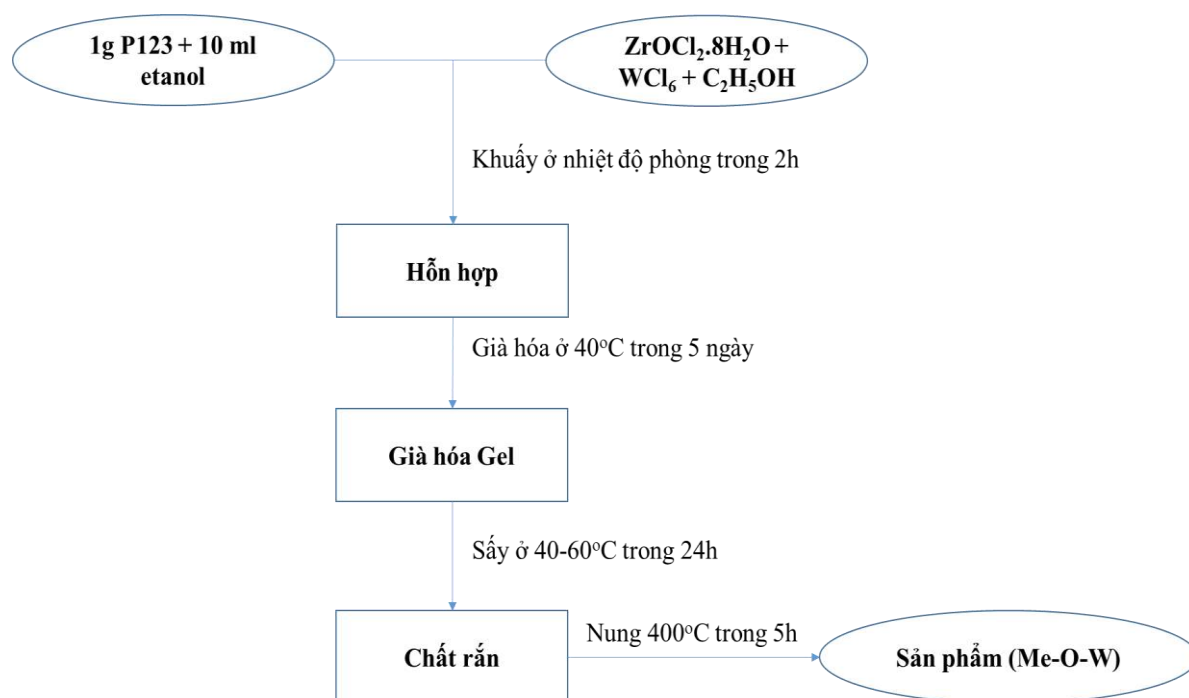 1g P123 + 10 ml
etanol
ZrOCl₂.8H₂O +
WCl₆ + C₂H₅OH
Khuấy ở nhiệt độ phòng trong 2h
Hỗn hợp
Già hóa ở 40ᵒC trong 5 ngày
Già hóa Gel
Sấy ở 40-60ᵒC trong 24h
Chất rắn
Nung 400ᵒC trong 5h
Sản phẩm (Me-O-W)